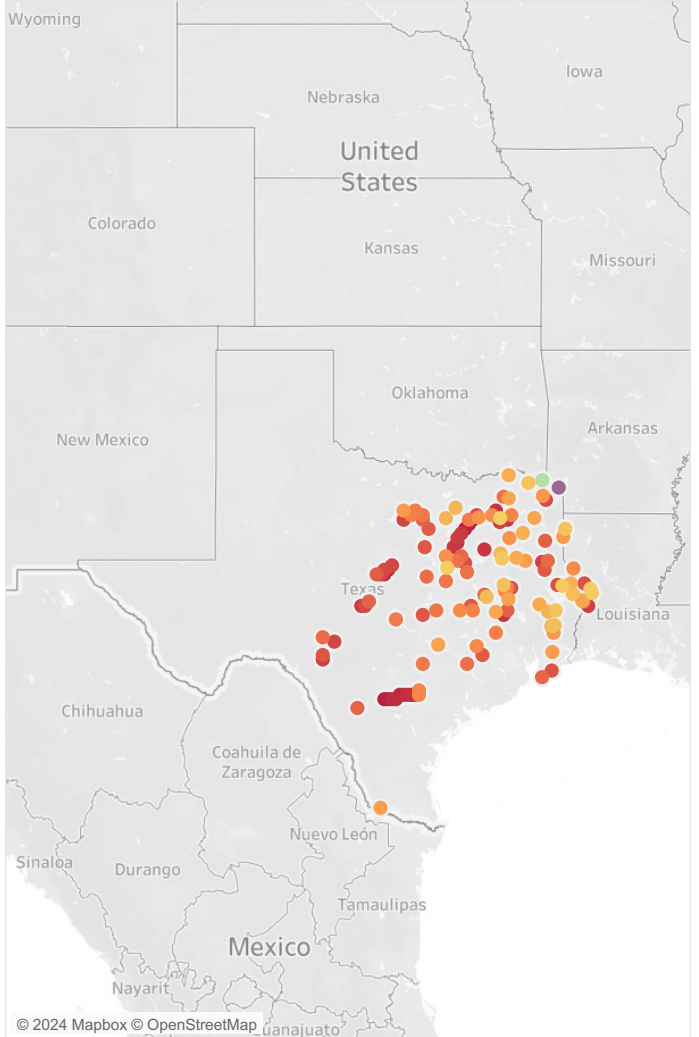 Wyoming
Iowa
Nebraska
United
States
Colorado
Kansas
Missouri
Oklahoma
Arkansas
New Mexico
Texas
Louisiana
Chihuahua
Coahuila de
Zaragoza
Nuevo León
Sinaloa
Durango
Tamaulipas
Mexico
Nayarit
© 2024 Mapbox © OpenStreetMap
uanajuato